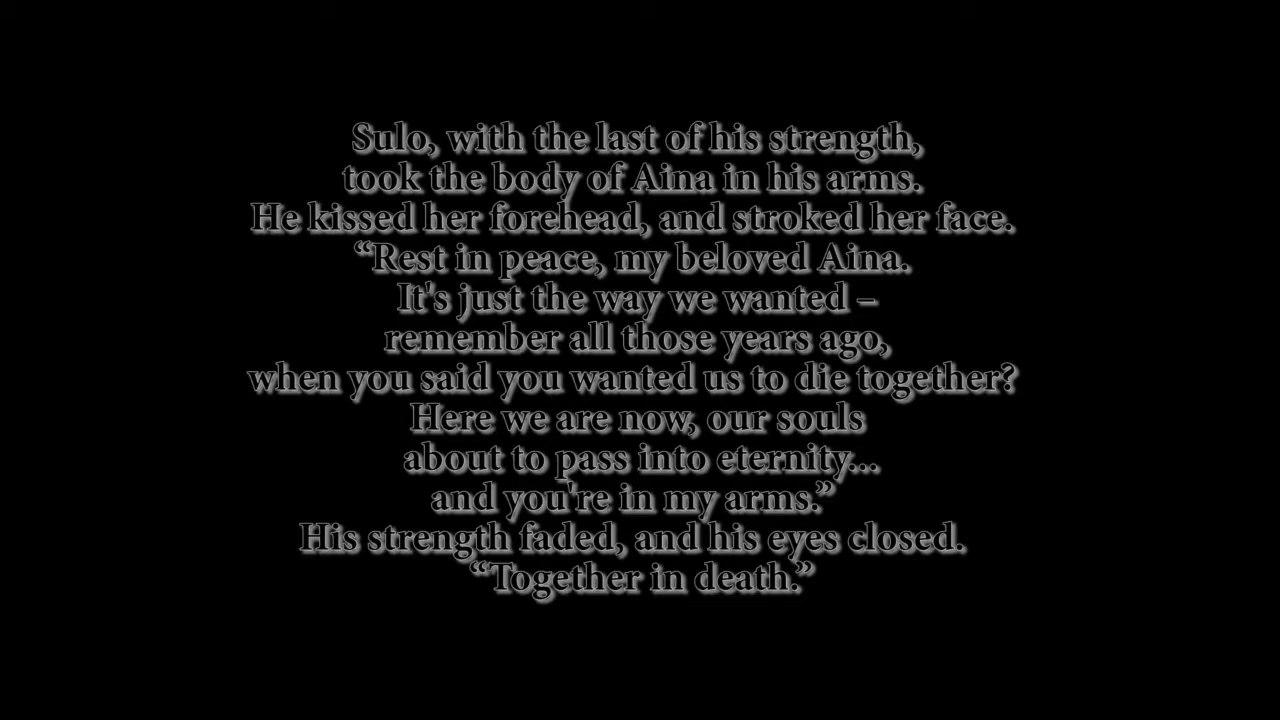 Sulo, with the last of his strength,
took the body of Aina in his arms.
He kissed her forehead, and stroked her face.
“Rest in peace, my beloved Aina.
It's just the way we wanted –
remember all those years ago,
when you said you wanted us to die together?
Here we are now, our souls
about to pass into eternity...
and you're in my arms.”
His strength faded, and his eyes closed.
“Together in death.”